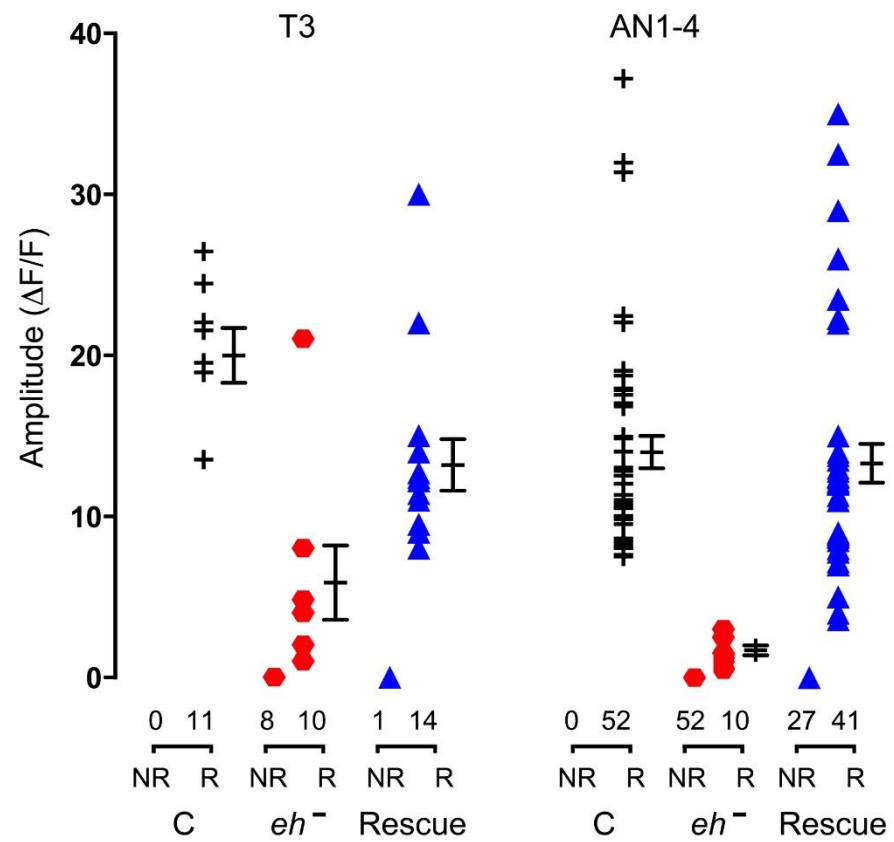 T3 AN1-4
40
30
20
10
0
Amplitude (ΔF/F)
0 11 8 10 1 14 0 52 52 10 27 41
NR R NR R NR R NR R NR R NR R
C eh⁻ Rescue C eh⁻ Rescue